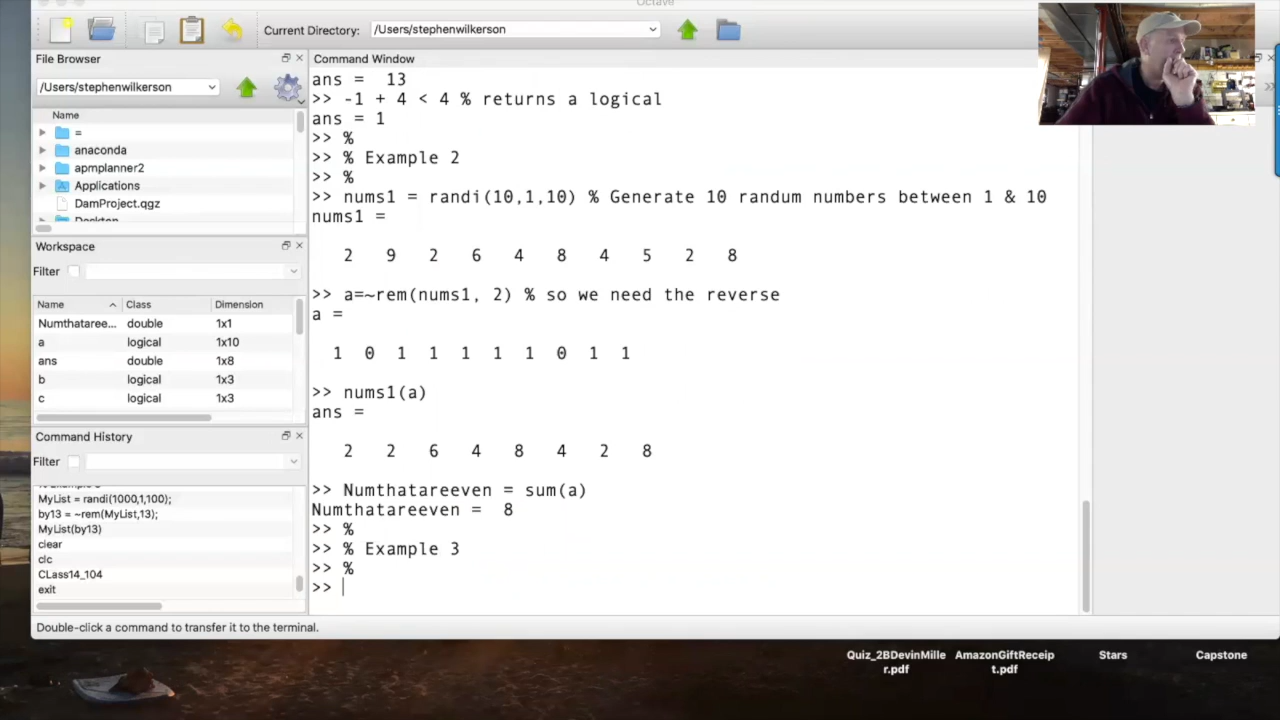 Octave
Current Directory: /Users/stephenwilkerson
File Browser
/Users/stephenwilkerson
Name
=
anaconda
apmplanner2
Applications
DamProject.qgz
Desktop
Workspace
Filter
Name Class Dimension
Numthataree... double 1x1
a logical 1x10
ans double 1x8
b logical 1x3
c logical 1x3
Command History
Filter
MyList = randi(1000,1,100);
by13 = ~rem(MyList,13);
MyList(by13)
clear
clc
CLass14_104
exit
Command Window
ans =  13
>> -1 + 4 < 4 % returns a logical
ans = 1
>> %
>> % Example 2
>> %
>> nums1 = randi(10,1,10) % Generate 10 randum numbers between 1 & 10
nums1 =
2 9 2 6 4 8 4 5 2 8
>> a=~rem(nums1, 2) % so we need the reverse
a =
1 0 1 1 1 1 1 0 1 1
>> nums1(a)
ans =
2 2 6 4 8 4 2 8
>> Numthatareeven = sum(a)
Numthatareeven =  8
>> %
>> % Example 3
>> %
>>
Double-click a command to transfer it to the terminal.
Quiz_2BDevinMille
r.pdf
AmazonGiftReceip
t.pdf
Stars
Capstone